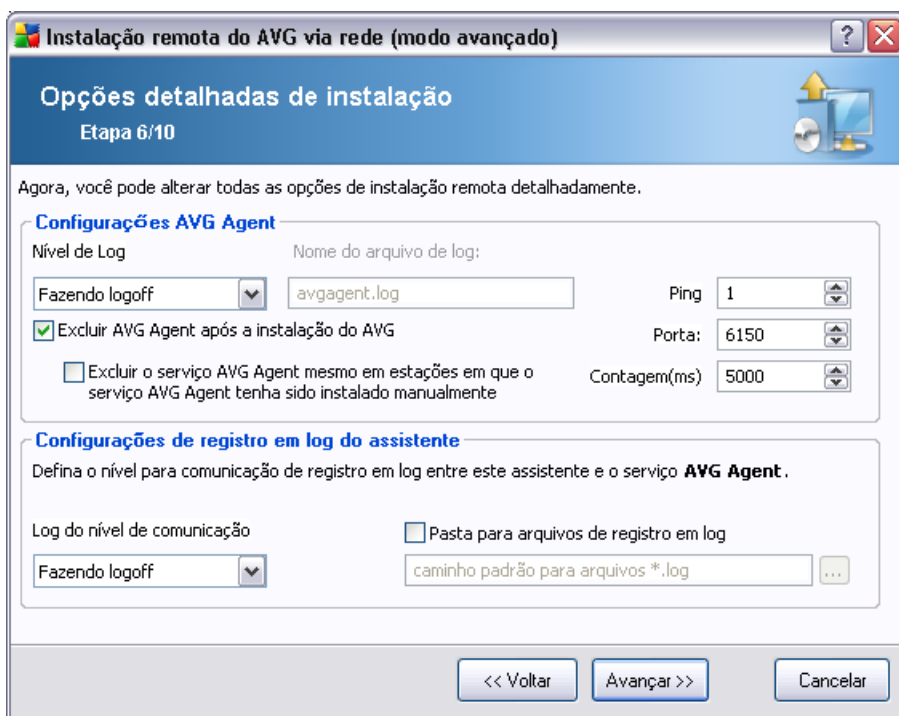 Instalação remota do AVG via rede (modo avançado)
?
Opções detalhadas de instalação
Etapa 6/10
Agora, você pode alterar todas as opções de instalação remota detalhadamente.
Configurações AVG Agent
Nível de Log
Nome do arquivo de log:
Fazendo logoff
avgagent.log
Ping
1
Excluir AVG Agent após a instalação do AVG
Porta:
6150
Excluir o serviço AVG Agent mesmo em estações em que o
serviço AVG Agent tenha sido instalado manualmente
Contagem(ms)
5000
Configurações de registro em log do assistente
Defina o nível para comunicação de registro em log entre este assistente e o serviço AVG Agent.
Log do nível de comunicação
Pasta para arquivos de registro em log
Fazendo logoff
caminho padrão para arquivos *.log
...
<< Voltar
Avançar >>
Cancelar